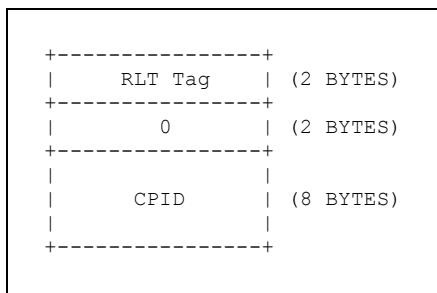 +----------------+
|     RLT Tag    | (2 BYTES)
+----------------+
|        0       | (2 BYTES)
+----------------+
|                |
|      CPID      | (8 BYTES)
|                |
+----------------+